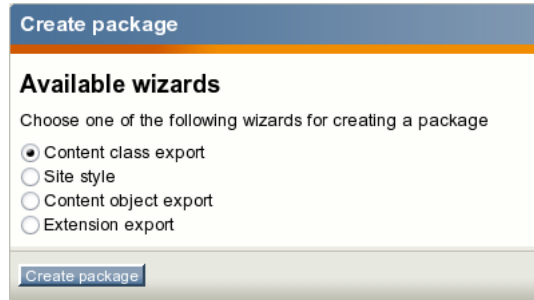 Create package
Available wizards
Choose one of the following wizards for creating a package
Content class export
Site style
Content object export
Extension export
Create package